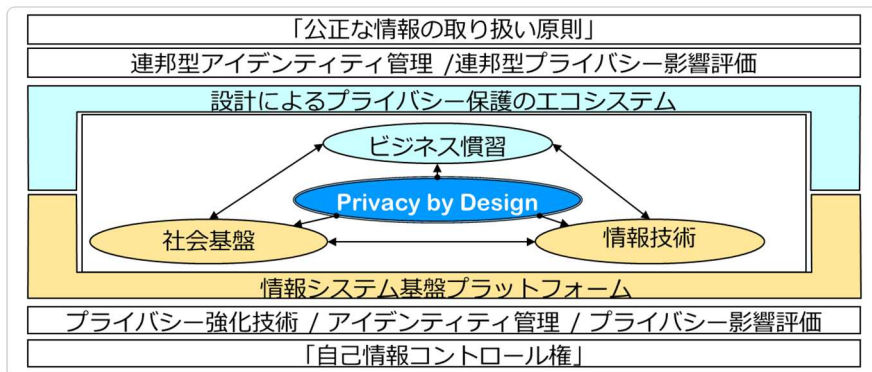 「公正な情報の取り扱い原則」
連邦型アイデンティティ管理 /連邦型プライバシー影響評価
設計によるプライバシー保護のエコシステム
ビジネス慣習
Privacy by Design
社会基盤
情報技術
情報システム基盤プラットフォーム
プライバシー強化技術 / アイデンティティ管理 / プライバシー影響評価
「自己情報コントロール権」